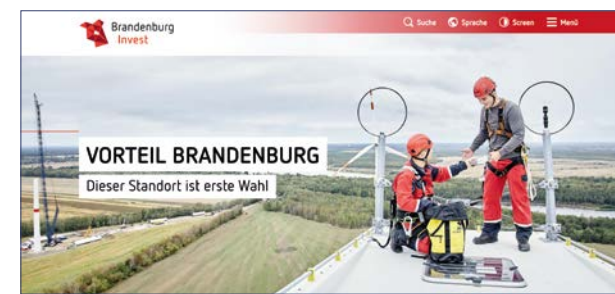 Brandenburg
Invest
Suche
Sprache
Screen
Menü
VORTEIL BRANDENBURG
Dieser Standort ist erste Wahl